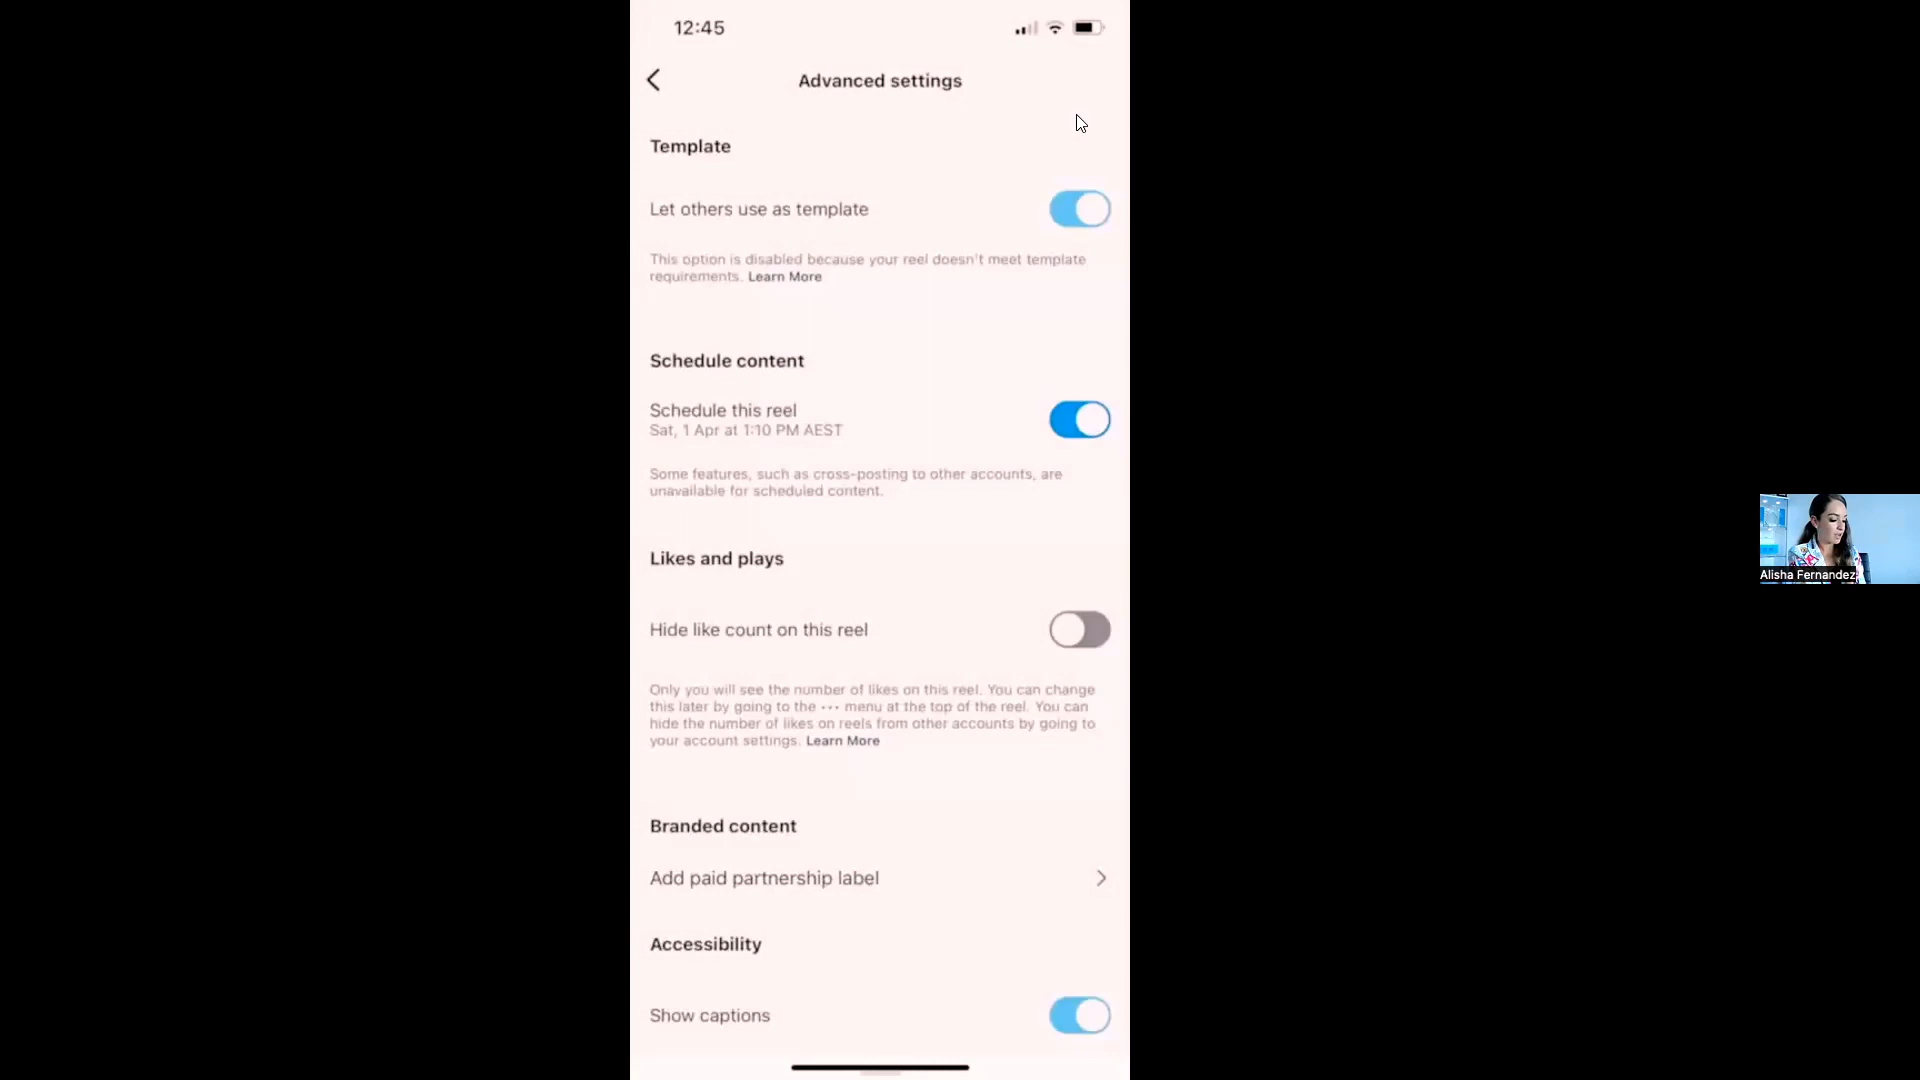 12:45
Advanced settings
Template
Let others use as template
This option is disabled because your reel doesn't meet template
requirements. Learn More
Schedule content
Schedule this reel
Sat, 1 Apr at 1:10 PM AEST
Some features, such as cross-posting to other accounts, are
unavailable for scheduled content.
Likes and plays
Hide like count on this reel
Only you will see the number of likes on this reel. You can change
this later by going to the ··· menu at the top of the reel. You can
hide the number of likes on reels from other accounts by going to
your account settings. Learn More
Branded content
Add paid partnership label
Accessibility
Show captions
Alisha Fernandez